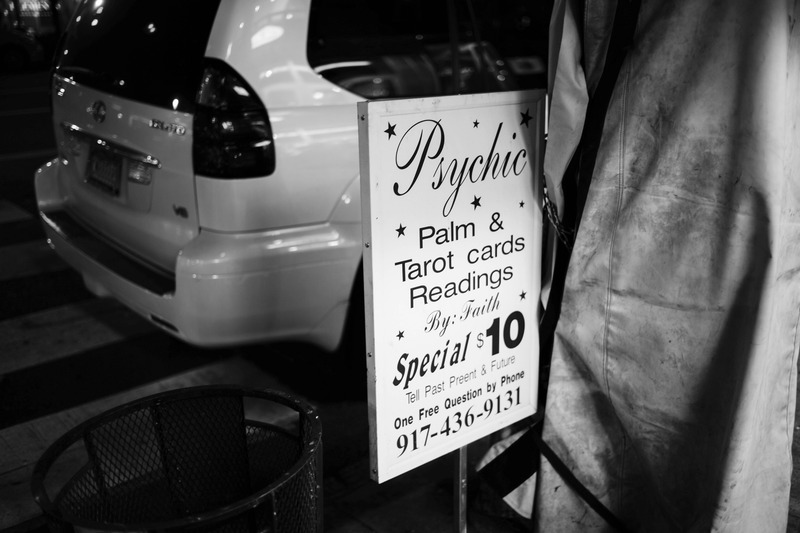 Psychic
Palm &
Tarot cards
Readings
By: Faith
Special $10
Tell Past Preent & Future
One Free Question by Phone
917-436-9131
V8